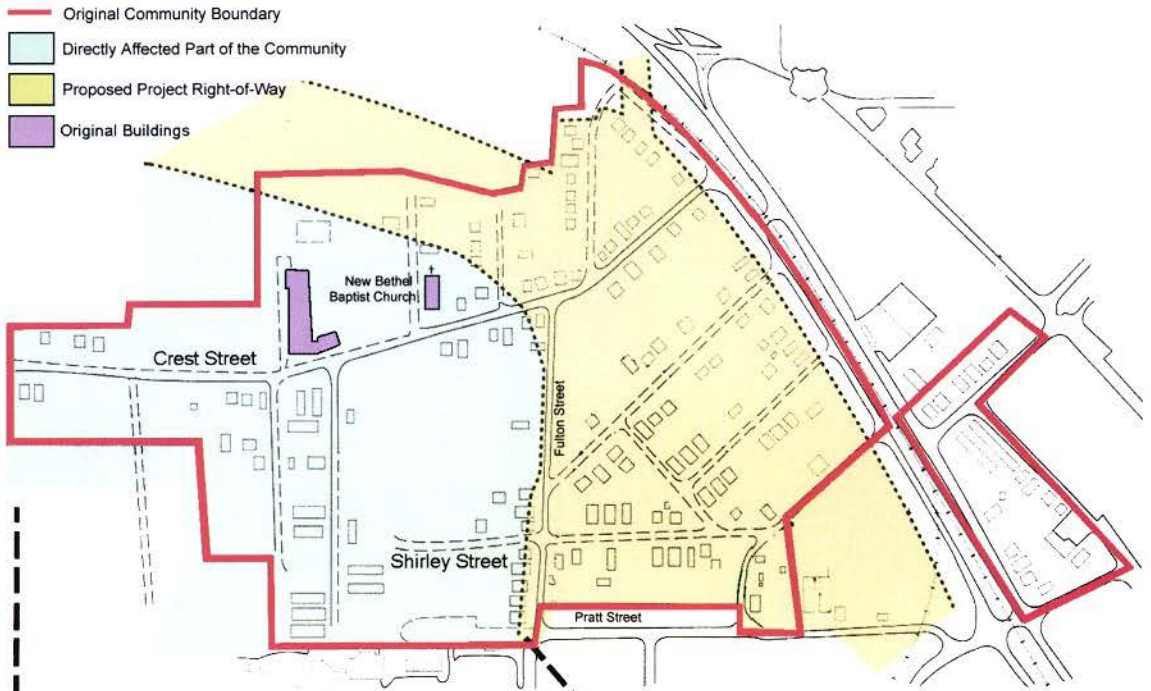 Original Community Boundary
Directly Affected Part of the Community
Proposed Project Right-of-Way
Original Buildings
New Bethel
Baptist Church
Crest Street
Fulton Street
Shirley Street
Pratt Street